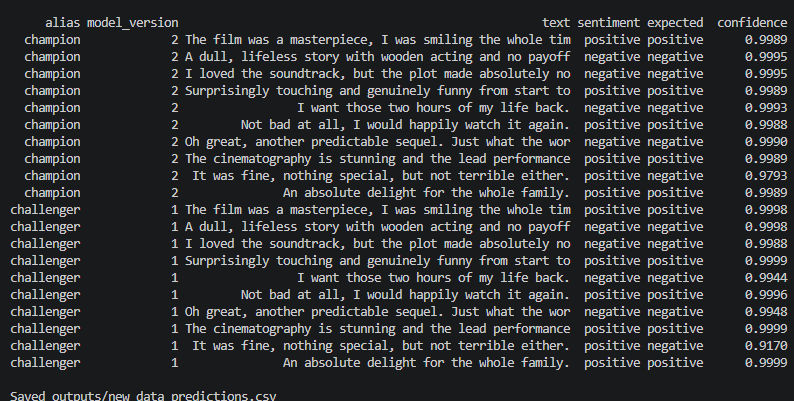 alias model_version text sentiment expected confidence
champion 2 The film was a masterpiece, I was smiling the whole tim positive positive 0.9989
champion 2 A dull, lifeless story with wooden acting and no payoff negative negative 0.9995
champion 2 I loved the soundtrack, but the plot made absolutely no negative negative 0.9995
champion 2 Surprisingly touching and genuinely funny from start to positive positive 0.9989
champion 2 I want those two hours of my life back. negative negative 0.9993
champion 2 Not bad at all, I would happily watch it again. positive positive 0.9988
champion 2 Oh great, another predictable sequel. Just what the wor negative negative 0.9990
champion 2 The cinematography is stunning and the lead performance positive positive 0.9989
champion 2 It was fine, nothing special, but not terrible either. positive positive 0.9793
champion 2 An absolute delight for the whole family. positive positive 0.9989
challenger 1 The film was a masterpiece, I was smiling the whole tim positive positive 0.9998
challenger 1 A dull, lifeless story with wooden acting and no payoff negative negative 0.9998
challenger 1 I loved the soundtrack, but the plot made absolutely no negative negative 0.9988
challenger 1 Surprisingly touching and genuinely funny from start to positive positive 0.9999
challenger 1 I want those two hours of my life back. negative negative 0.9944
challenger 1 Not bad at all, I would happily watch it again. positive positive 0.9996
challenger 1 Oh great, another predictable sequel. Just what the wor negative negative 0.9948
challenger 1 The cinematography is stunning and the lead performance positive positive 0.9999
challenger 1 It was fine, nothing special, but not terrible either. positive positive 0.9170
challenger 1 An absolute delight for the whole family. positive positive 0.9999
Saved outputs/new_data_predictions.csv